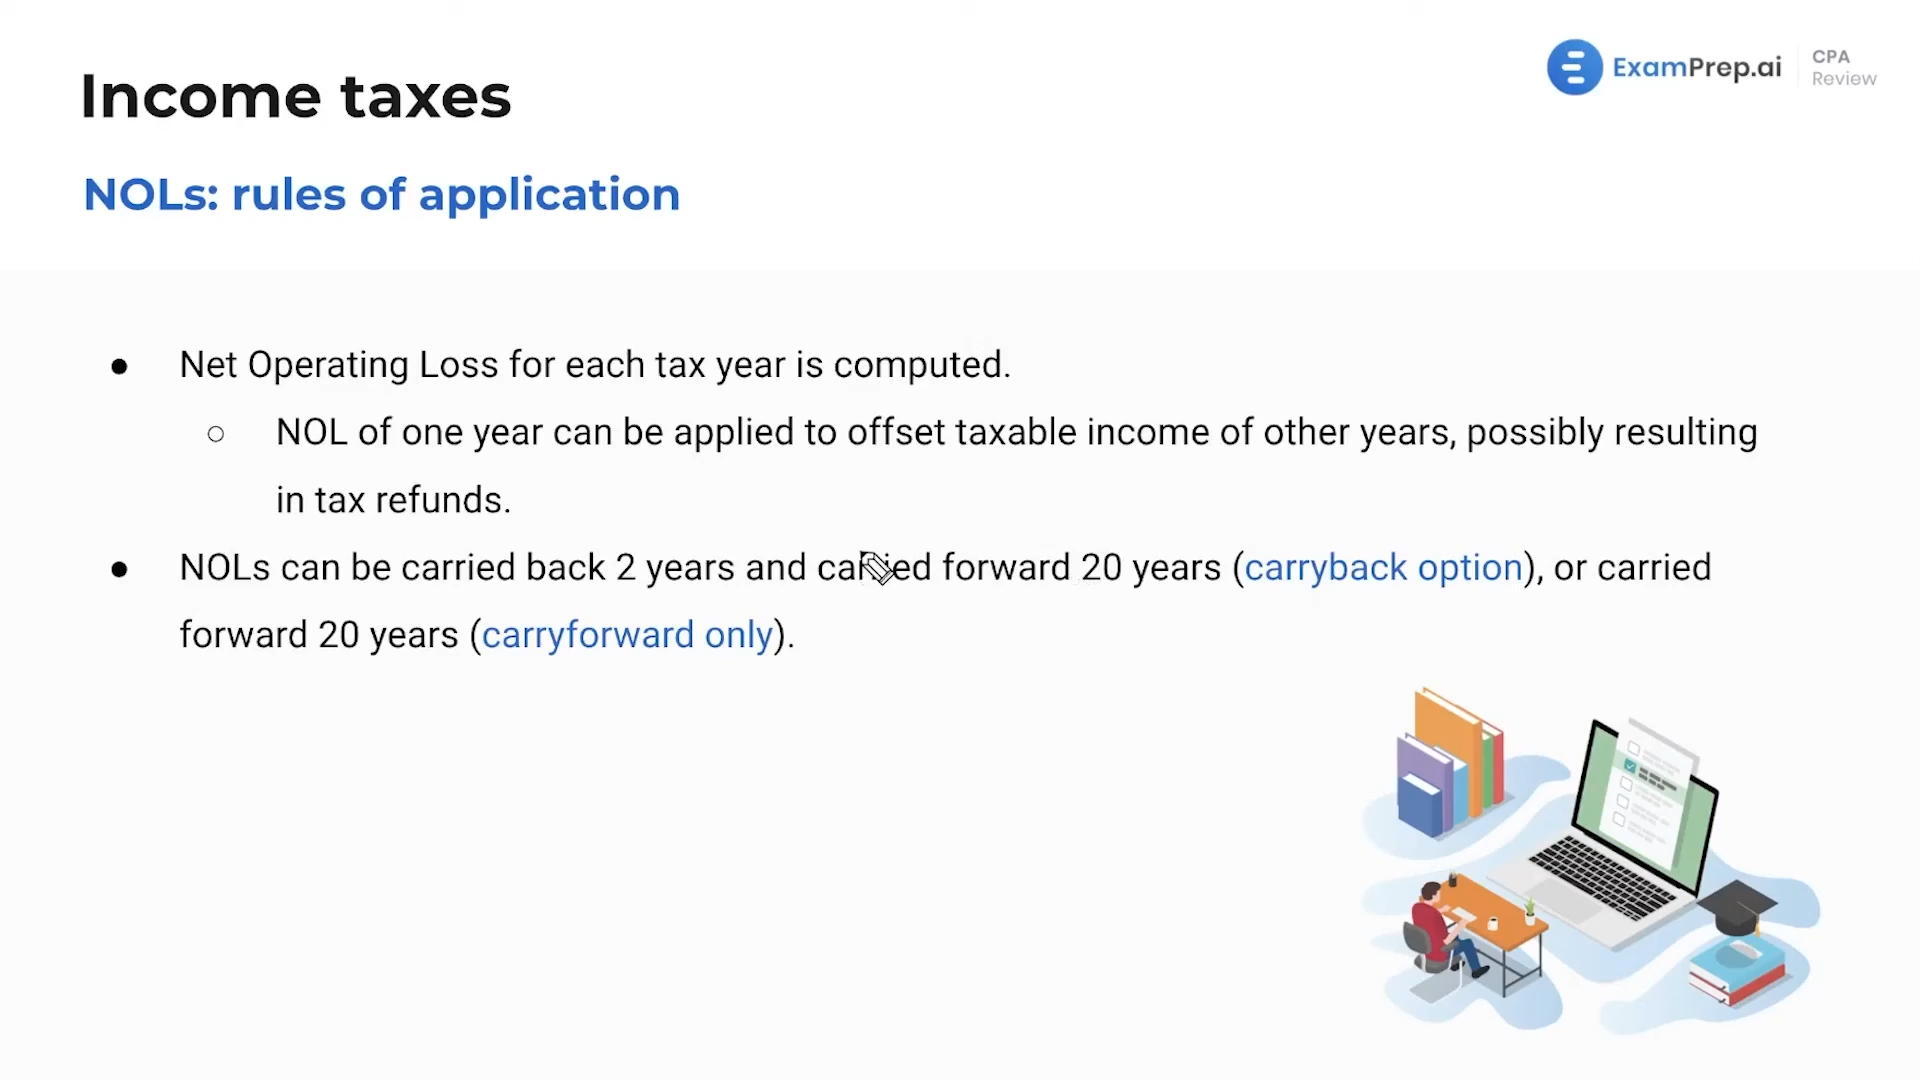 Income taxes
ExamPrep.ai
CPA
Review
NOLs: rules of application
● Net Operating Loss for each tax year is computed.
○ NOL of one year can be applied to offset taxable income of other years, possibly resulting
in tax refunds.
● NOLs can be carried back 2 years and carried forward 20 years (carryback option), or carried
forward 20 years (carryforward only).